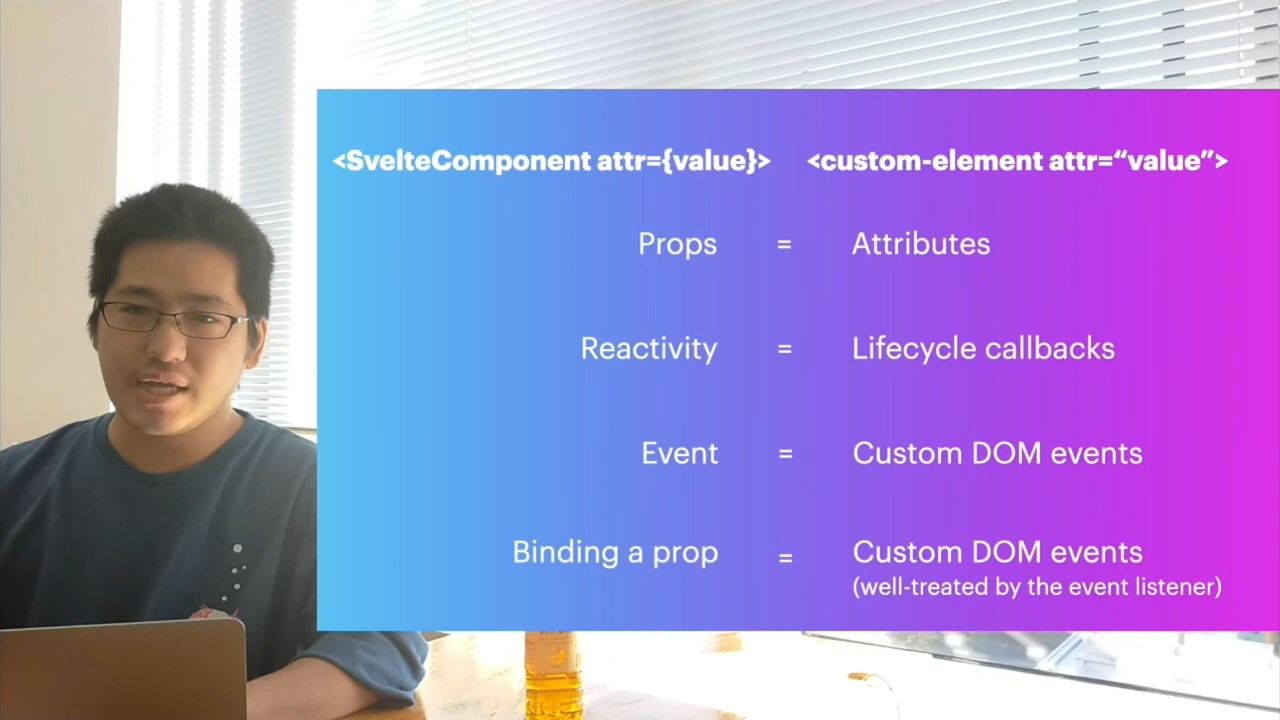 <SvelteComponent attr={value}> <custom-element attr=“value”>
Props = Attributes
Reactivity = Lifecycle callbacks
Event = Custom DOM events
Binding a prop = Custom DOM events
(well-treated by the event listener)